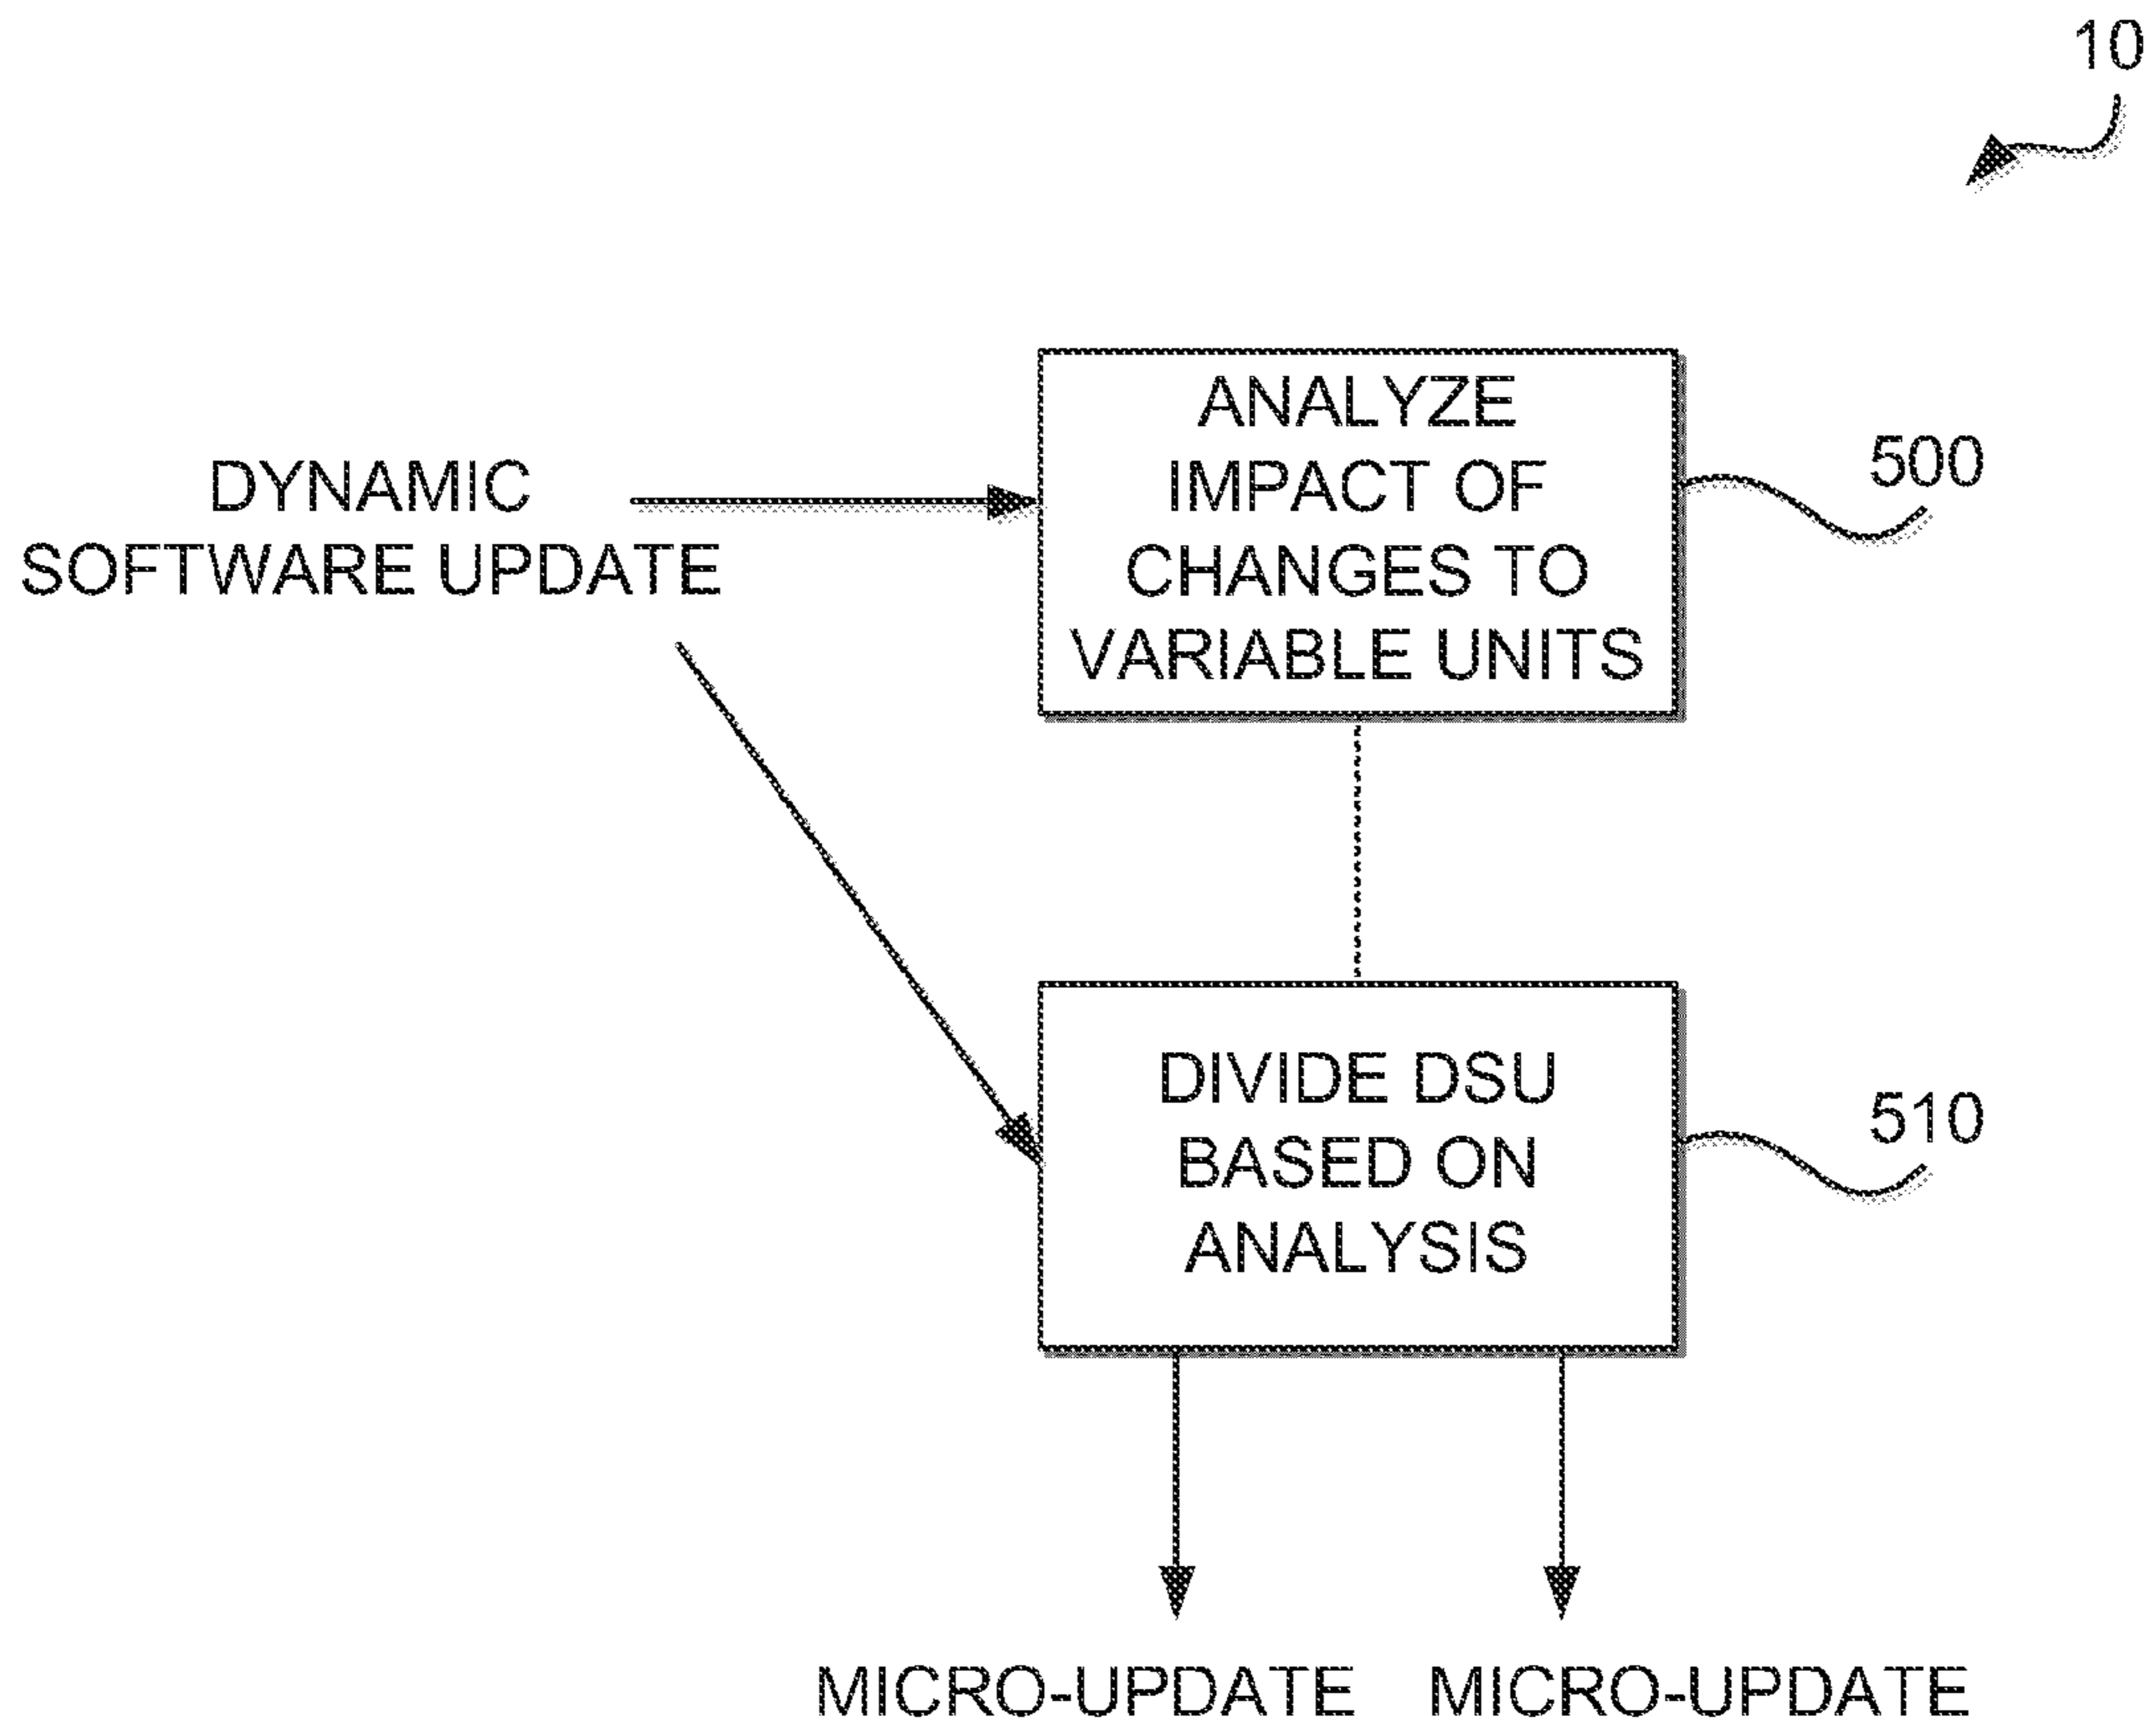 10
DYNAMIC
SOFTWARE UPDATE
ANALYZE
IMPACT OF
CHANGES TO
VARIABLE UNITS
500
DIVIDE DSU
BASED ON
ANALYSIS
510
MICRO-UPDATE
MICRO-UPDATE